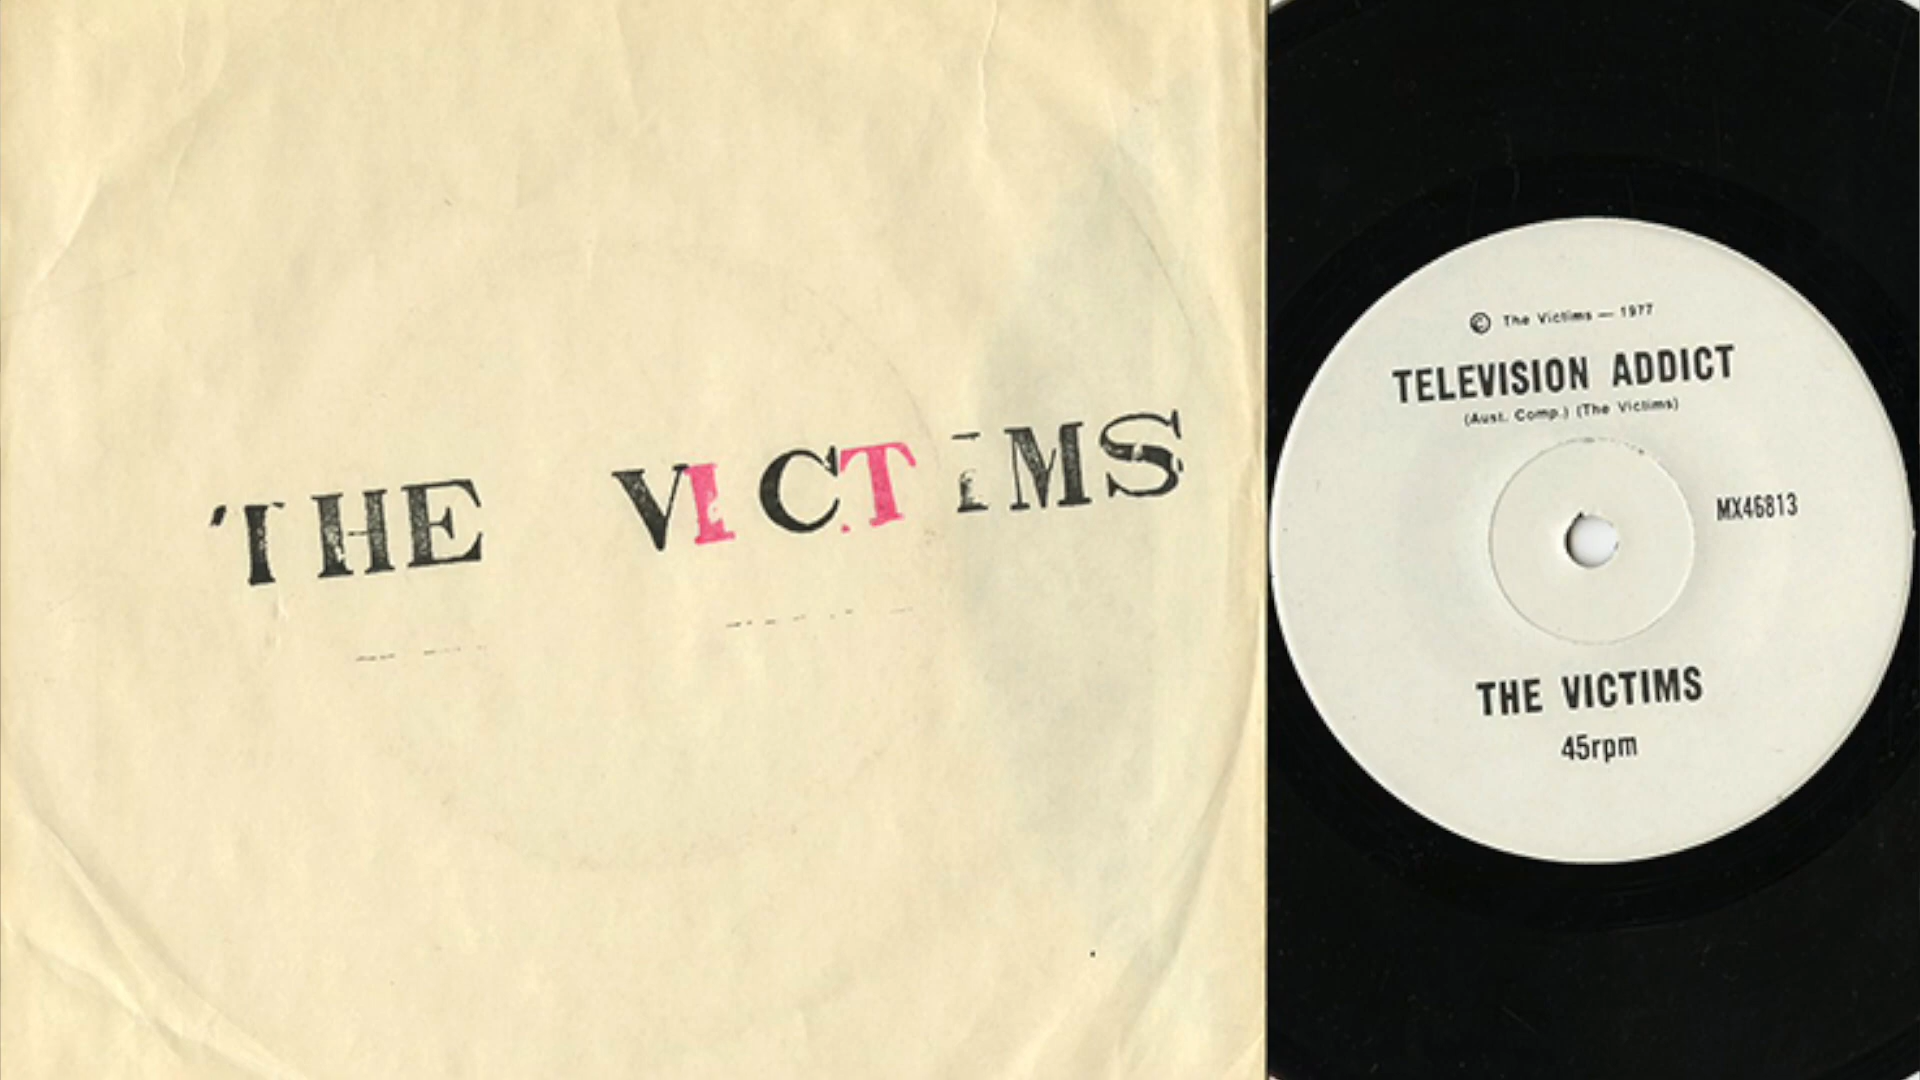 THE VICTIMS
© The Victims — 1977
TELEVISION ADDICT
(Aust. Comp.) (The Victims)
MX46813
THE VICTIMS
45rpm